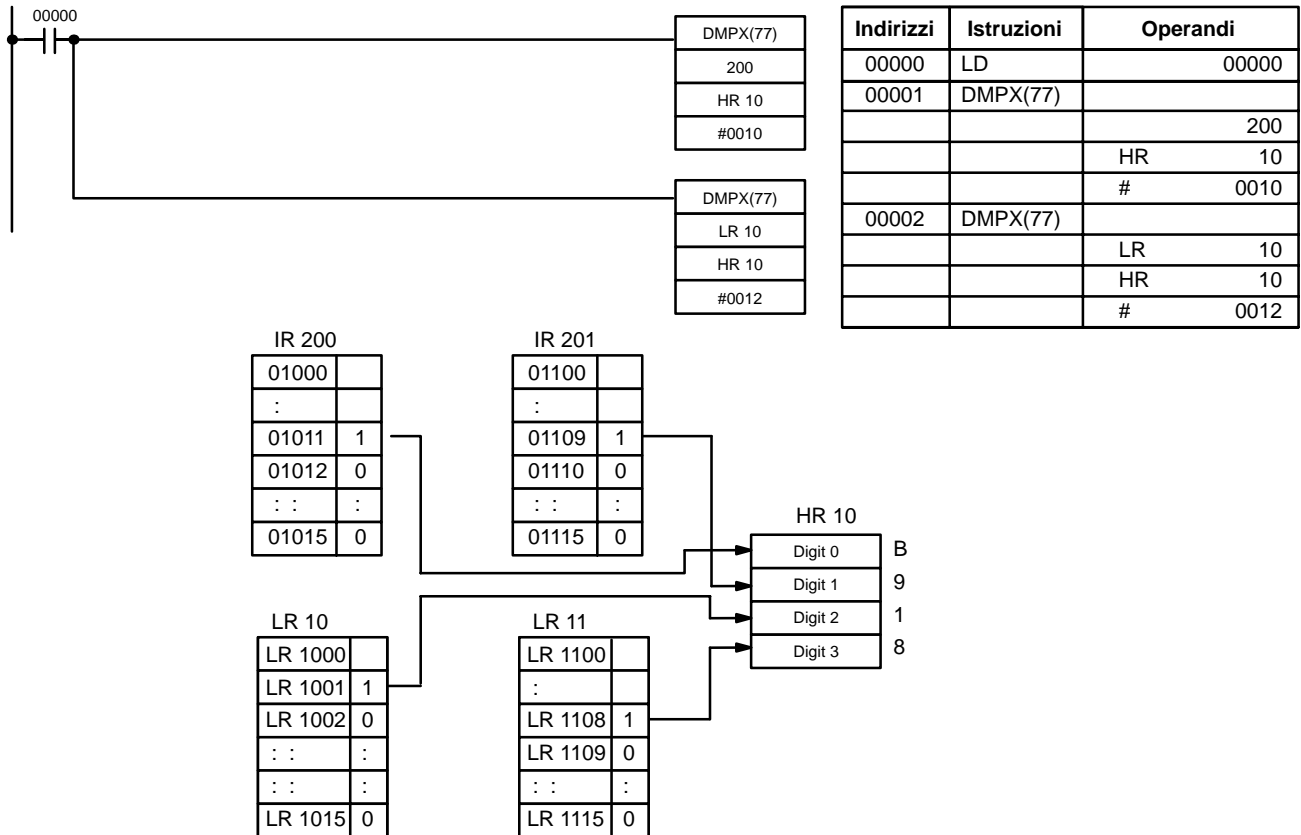 00000
DMPX(77)
200
HR 10
#0010
DMPX(77)
LR 10
HR 10
#0012
Indirizzi Istruzioni Operandi
00000 LD 00000
00001 DMPX(77)
200
HR 10
# 0010
00002 DMPX(77)
LR 10
HR 10
# 0012
IR 200
01000
:
01011 1
01012 0
: : :
01015 0
IR 201
01100
:
01109 1
01110 0
: : :
01115 0
HR 10
Digit 0 B
Digit 1 9
Digit 2 1
Digit 3 8
LR 10
LR 1000
LR 1001 1
LR 1002 0
: : :
: : :
LR 1015 0
LR 11
LR 1100
:
LR 1108 1
LR 1109 0
: : :
LR 1115 0